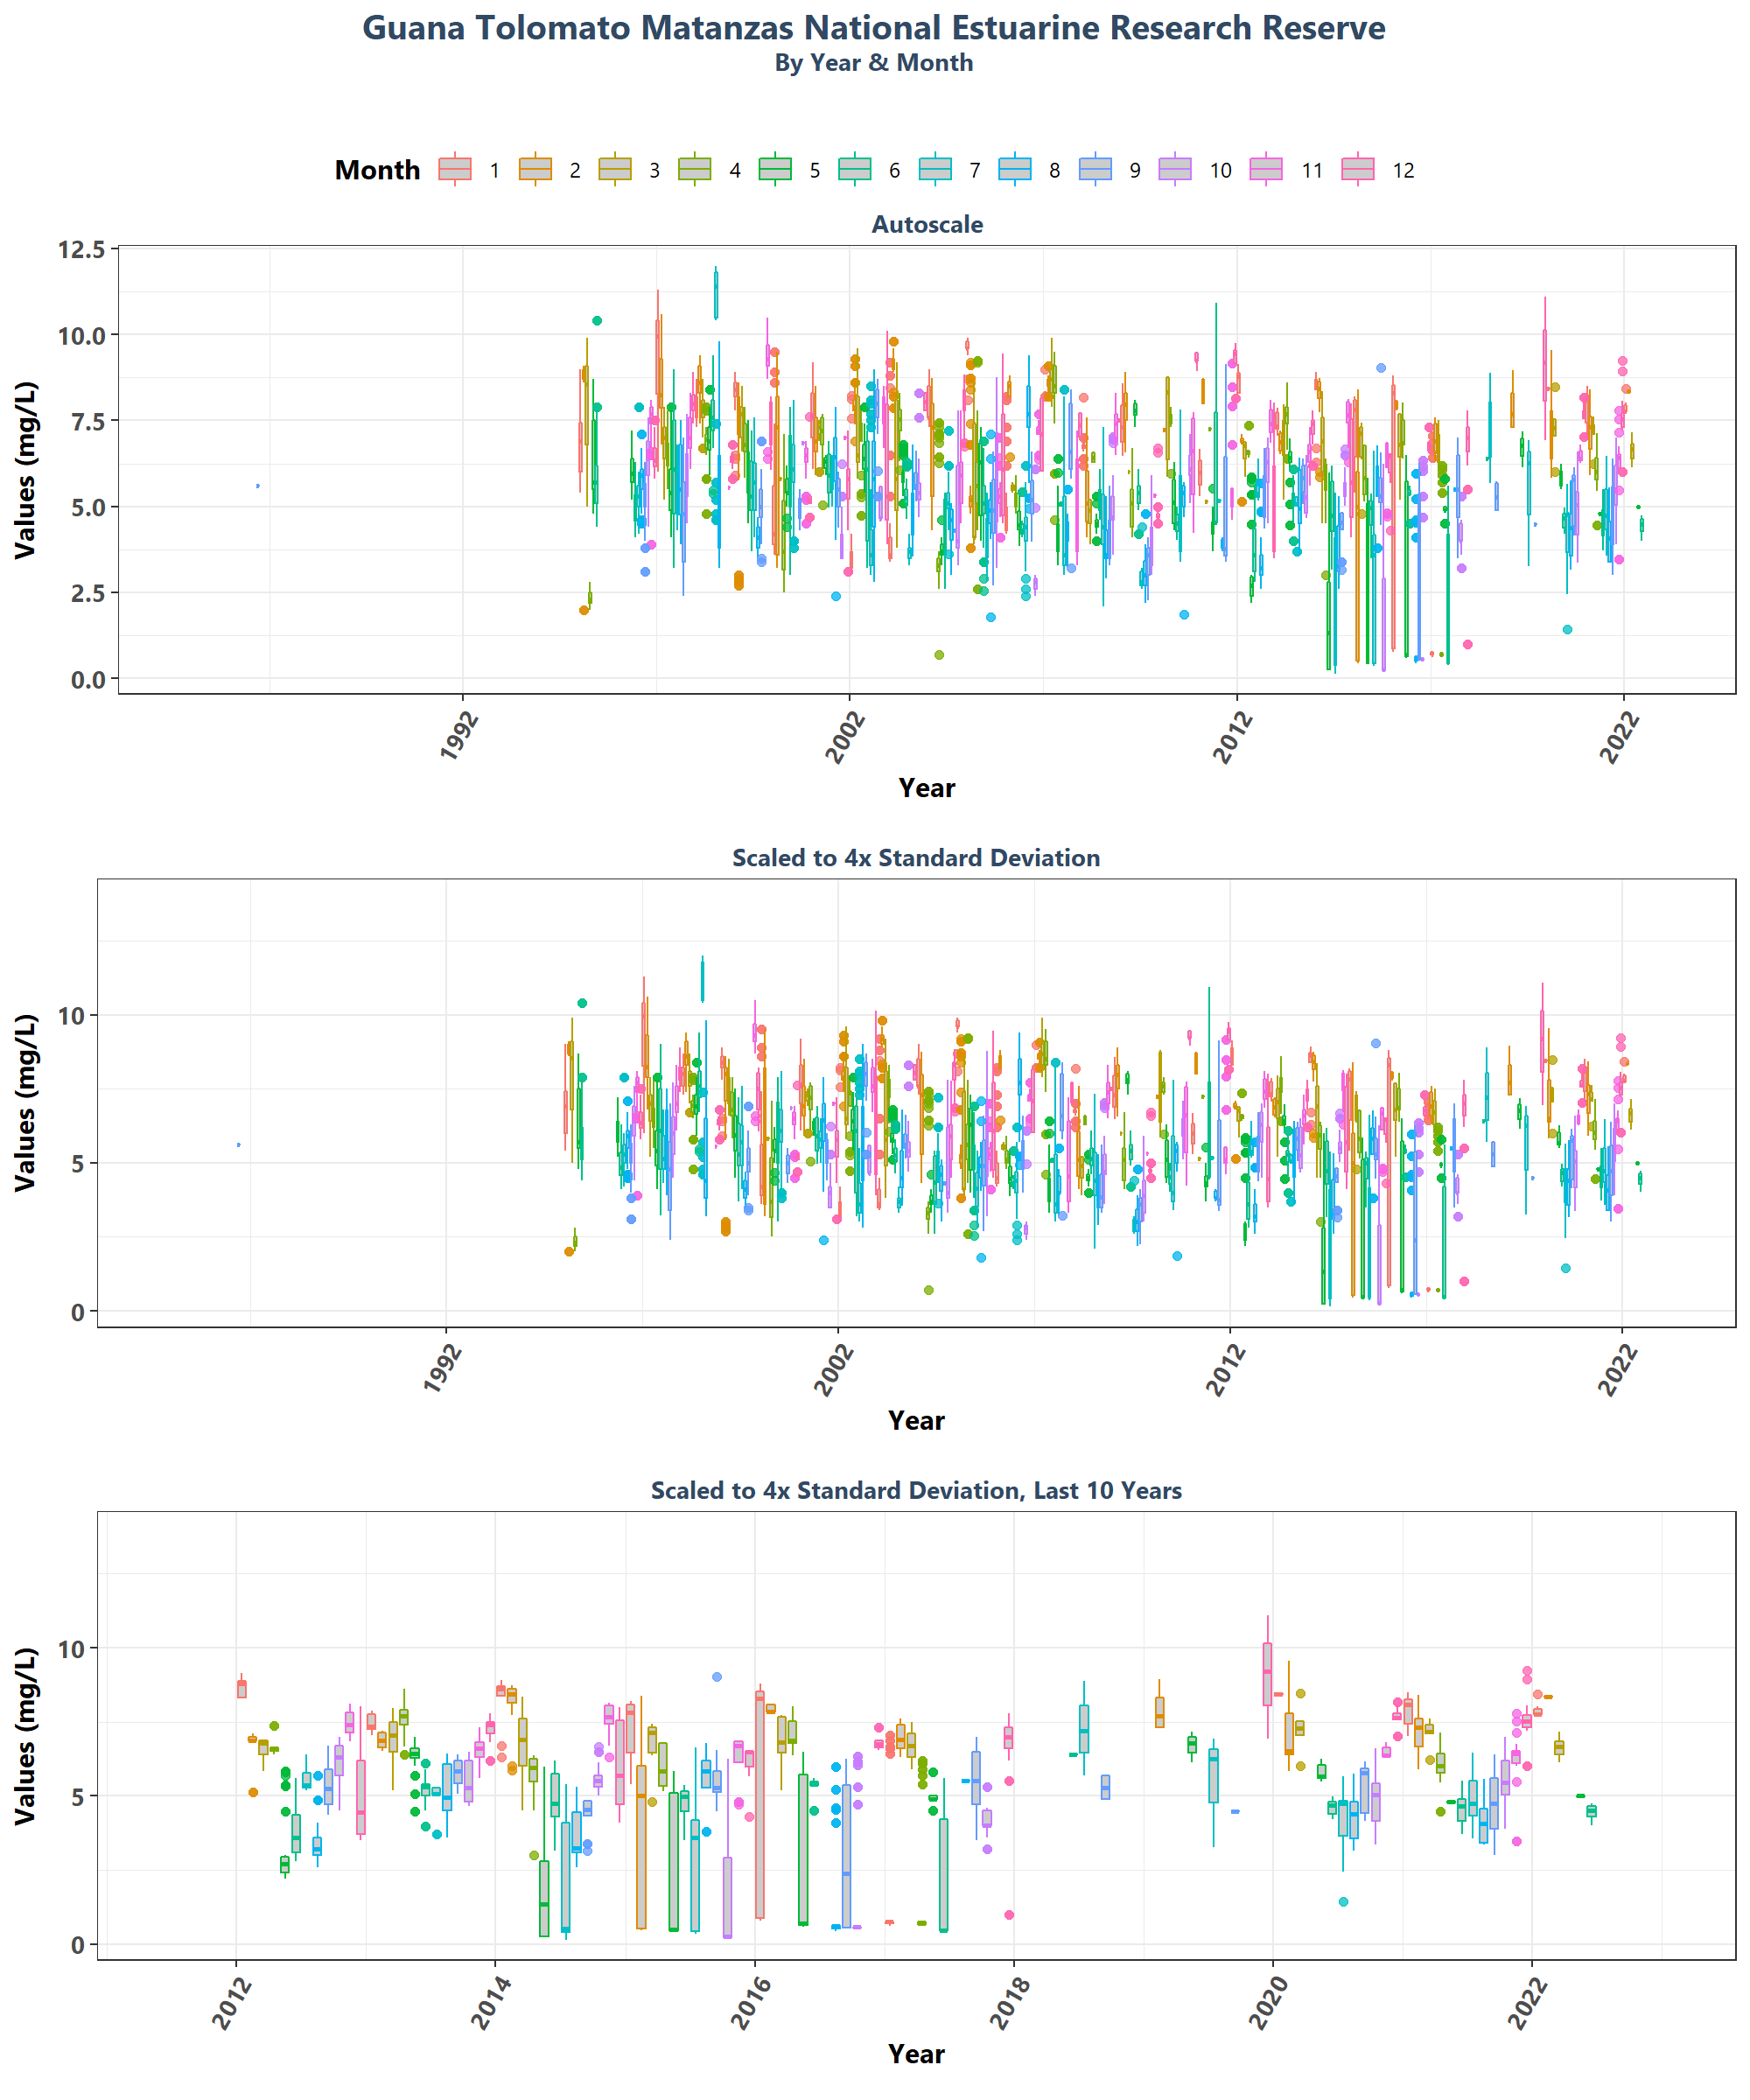 Guana Tolomato Matanzas National Estuarine Research Reserve
By Year & Month
Month 1 2 3 4 5 6 7 8 9 10 11 12
Autoscale
Values (mg/L)
12.5
10.0
7.5
5.0
2.5
0.0
1992 2002 2012 2022
Year
Scaled to 4x Standard Deviation
Values (mg/L)
10
5
0
1992 2002 2012 2022
Year
Scaled to 4x Standard Deviation, Last 10 Years
Values (mg/L)
10
5
0
2012 2014 2016 2018 2020 2022
Year